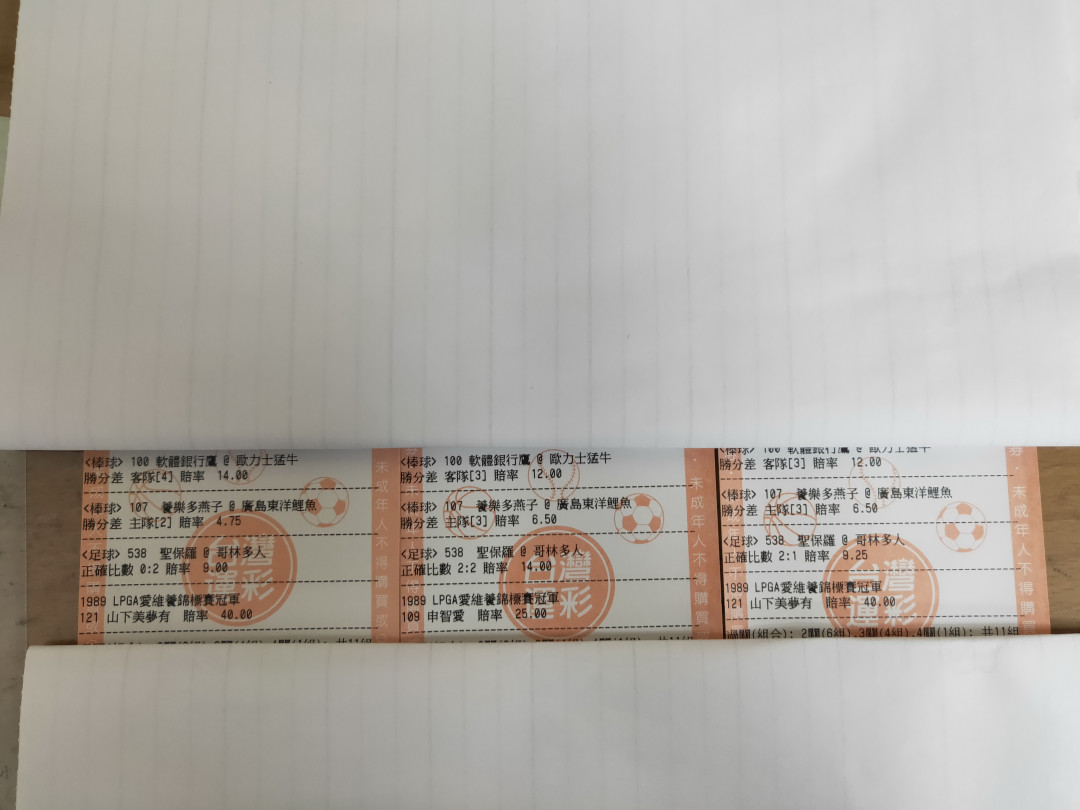 <棒球> 100 軟體銀行鷹 @ 歐力士猛牛
勝分差 客隊[4] 賠率 14.00
<棒球> 107 養樂多燕子 @ 廣島東洋鯉魚
勝分差 主隊[2] 賠率 4.75
<足球> 538 聖保羅 @ 哥林多人
正確比數 0:2 賠率 9.00
1989 LPGA愛維養錦標賽冠軍
121 山下美夢有 賠率 40.00
未成年人不得購買或
台灣運彩
<棒球> 100 軟體銀行鷹 @ 歐力士猛牛
勝分差 客隊[3] 賠率 12.00
<棒球> 107 養樂多燕子 @ 廣島東洋鯉魚
勝分差 主隊[3] 賠率 6.50
<足球> 538 聖保羅 @ 哥林多人
正確比數 2:2 賠率 14.00
1989 LPGA愛維養錦標賽冠軍
109 申智愛 賠率 25.00
未成年人不得購買
台灣運彩
<棒球> 100 軟體銀行鷹 @ 歐力士猛牛
勝分差 客隊[3] 賠率 12.00
<棒球> 107 養樂多燕子 @ 廣島東洋鯉魚
勝分差 主隊[3] 賠率 6.50
<足球> 538 聖保羅 @ 哥林多人
正確比數 2:1 賠率 9.25
1989 LPGA愛維養錦標賽冠軍
121 山下美夢有 賠率 40.00
過關(組合): 2關(6組),3關(4組),4關(1組); 共11組
券・未成年人不得購買
台灣運彩